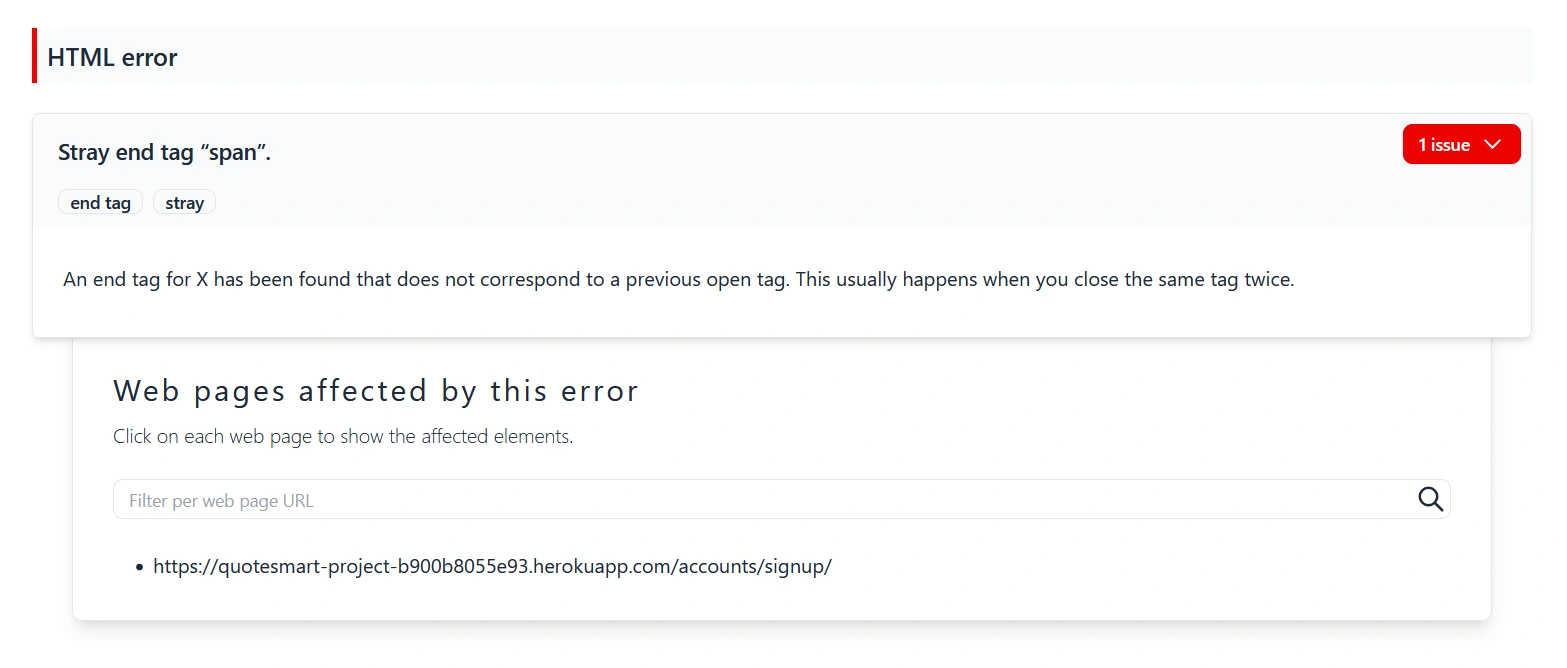 HTML error
Stray end tag “span”.
1 issue
end tag
stray
An end tag for X has been found that does not correspond to a previous open tag. This usually happens when you close the same tag twice.
Web pages affected by this error
Click on each web page to show the affected elements.
Filter per web page URL
• https://quotesmart-project-b900b8055e93.herokuapp.com/accounts/signup/